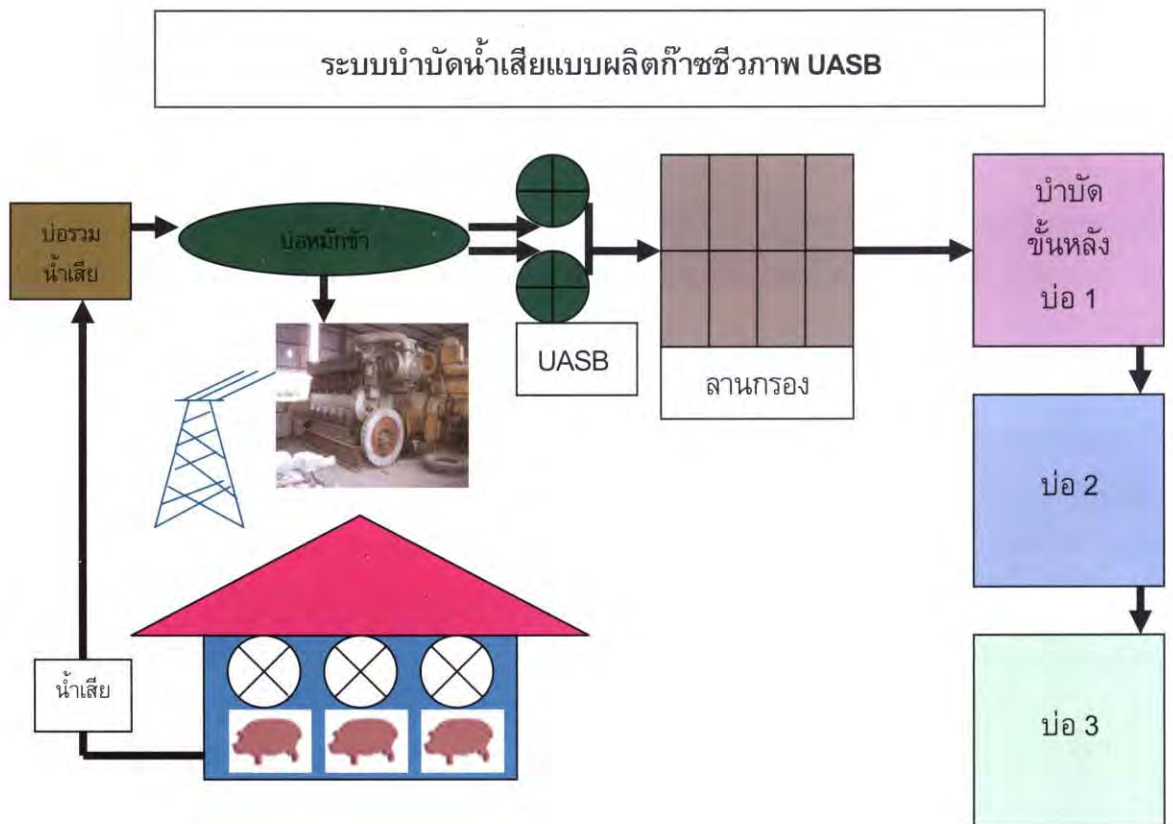 ระบบบำบัดน้ำเสียแบบผลิตก๊าซชีวภาพ UASB
บ่อรวม
น้ำเสีย
บ่อหมักช้า
UASB
ลานกรอง
บำบัด
ขั้นหลัง
บ่อ 1
บ่อ 2
บ่อ 3
น้ำเสีย